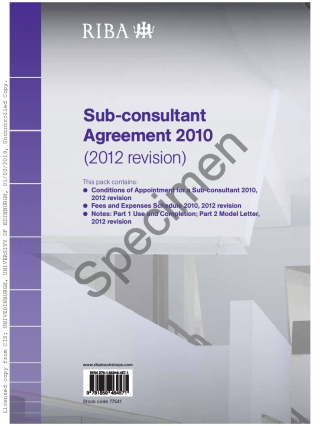 RIBA
Sub-consultant
Agreement 2010
(2012 revision)
This pack contains:
● Conditions of Appointment for a Sub-consultant 2010,
2012 revision
● Fees and Expenses Schedule 2010, 2012 revision
● Notes: Part 1 Use and Completion; Part 2 Model Letter,
2012 revision
Specimen
www.ribabookshops.com
Stock code 77541
Licensed copy from CIS: UNIVEDINBURGH, UNIVERSITY OF EDINBURGH, 01/02/2019, Uncontrolled Copy.